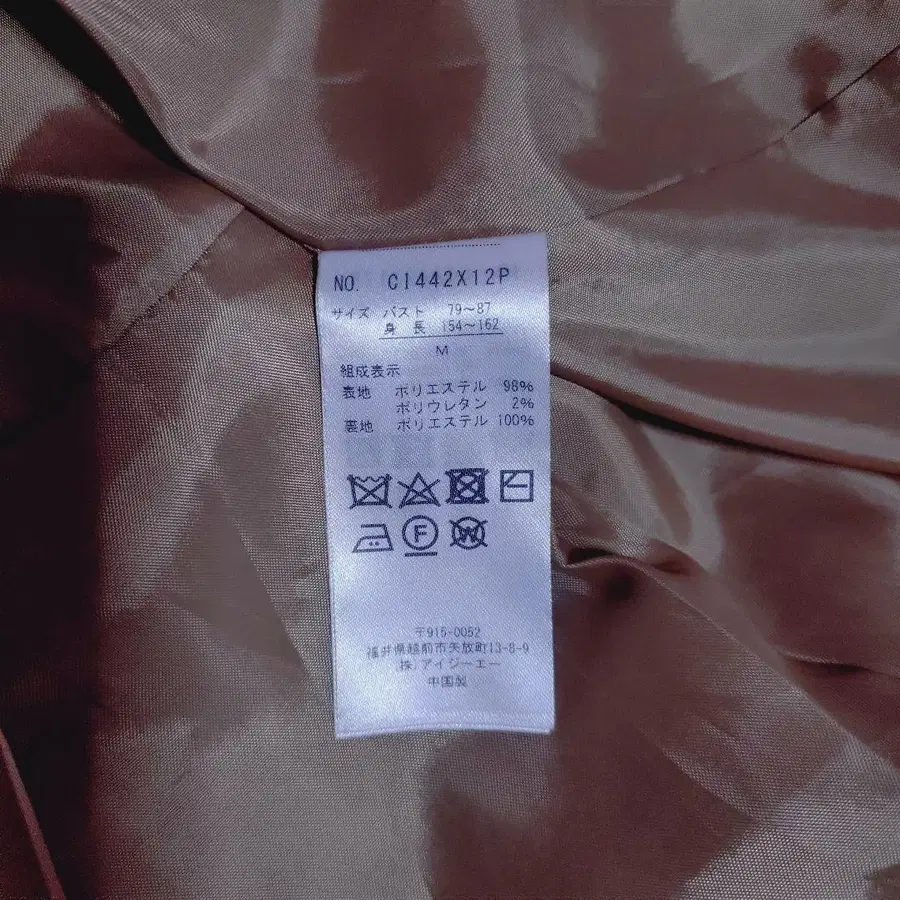 NO. CI442X12P
サイズ バスト 79〜87
身長 154〜162
M
組成表示
表地 ポリエステル 98%
ポリウレタン 2%
裏地 ポリエステル 100%
F
W
〒915-0052
福井県越前市矢放町13-8-9
株)アイジーエー
中国製